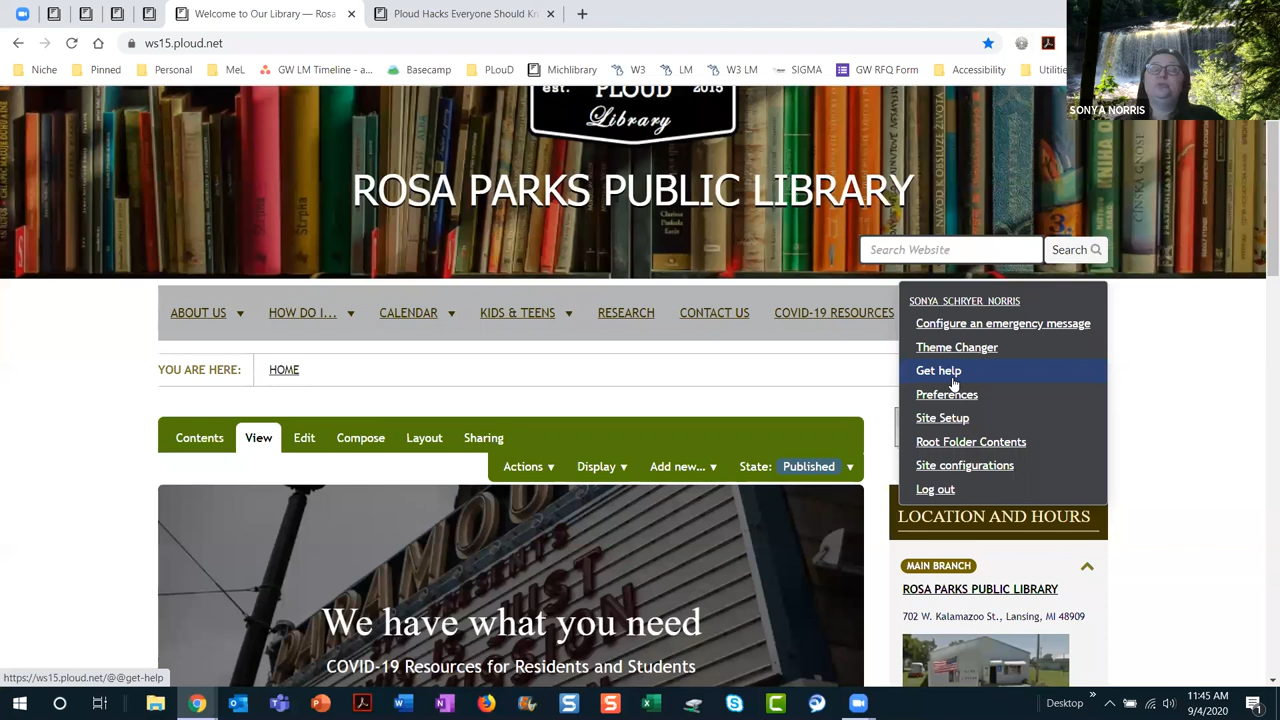 Welcome to Our Library — Rosa
Ploud Hacks Everyone Should Kn
ws15.ploud.net
Niche
Pinned
Personal
MeL
GW LM Timeline - a...
Basecamp
PLouD
Michlibrary
W3
LM
W3 LM
SIGMA
GW RFQ Form
Accessibility
Utilitie
SONYA NORRIS
est.
PLOUD
2015
Library
ROSA PARKS PUBLIC LIBRARY
Search Website
Search
ABOUT US
HOW DO I...
CALENDAR
KIDS & TEENS
RESEARCH
CONTACT US
COVID-19 RESOURCES
SONYA SCHRYER NORRIS
Configure an emergency message
Theme Changer
Get help
Preferences
Site Setup
Root Folder Contents
Site configurations
Log out
YOU ARE HERE:
HOME
Contents
View
Edit
Compose
Layout
Sharing
Actions ▾
Display ▾
Add new... ▾
State: Published ▾
We have what you need
COVID-19 Resources for Residents and Students
LOCATION AND HOURS
MAIN BRANCH
ROSA PARKS PUBLIC LIBRARY
702 W. Kalamazoo St., Lansing, MI 48909
https://ws15.ploud.net/@@get-help
Desktop
11:45 AM
9/4/2020